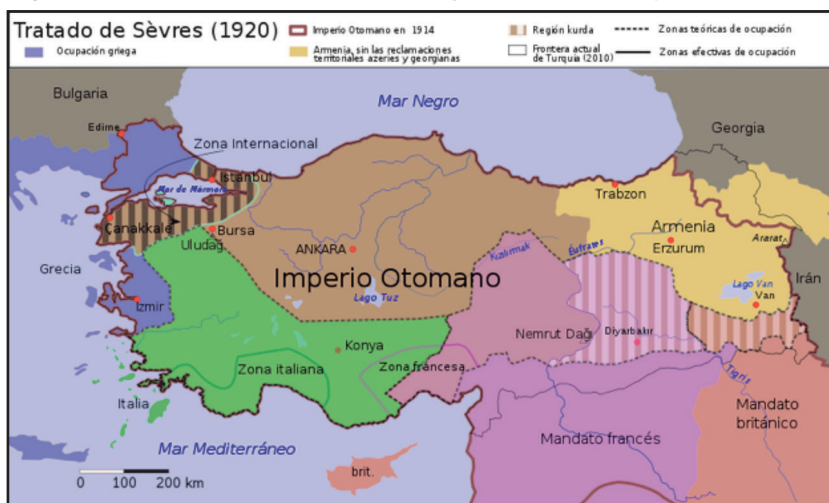 Tratado de Sèvres (1920)
Ocupación griega
Imperio Otomano en 1914
Armenia, sin las reclamaciones
territoriales azeries y georgianas
Región kurda
Frontera actual
de Turquía (2010)
Zonas teóricas de ocupación
Zonas efectivas de ocupación
Bulgaria
Mar Negro
Georgia
Edirne
Zona Internacional
Istanbul
Mar de Mármara
Trabzon
Çanakkale
Armenia
Bursa
Uludağ
Erzurum
Ararat
ANKARA
Kızılırmak
Éufrates
Grecia
Imperio Otomano
Irán
Lago Van
Lago Tuz
Van
Izmir
Nemrut Daği
Diyarbakır
Konya
Zona italiana
Zona francesa
Tigris
Italia
Mandato
británico
Mandato francés
Mar Mediterráneo
brit.
0 100 200 km